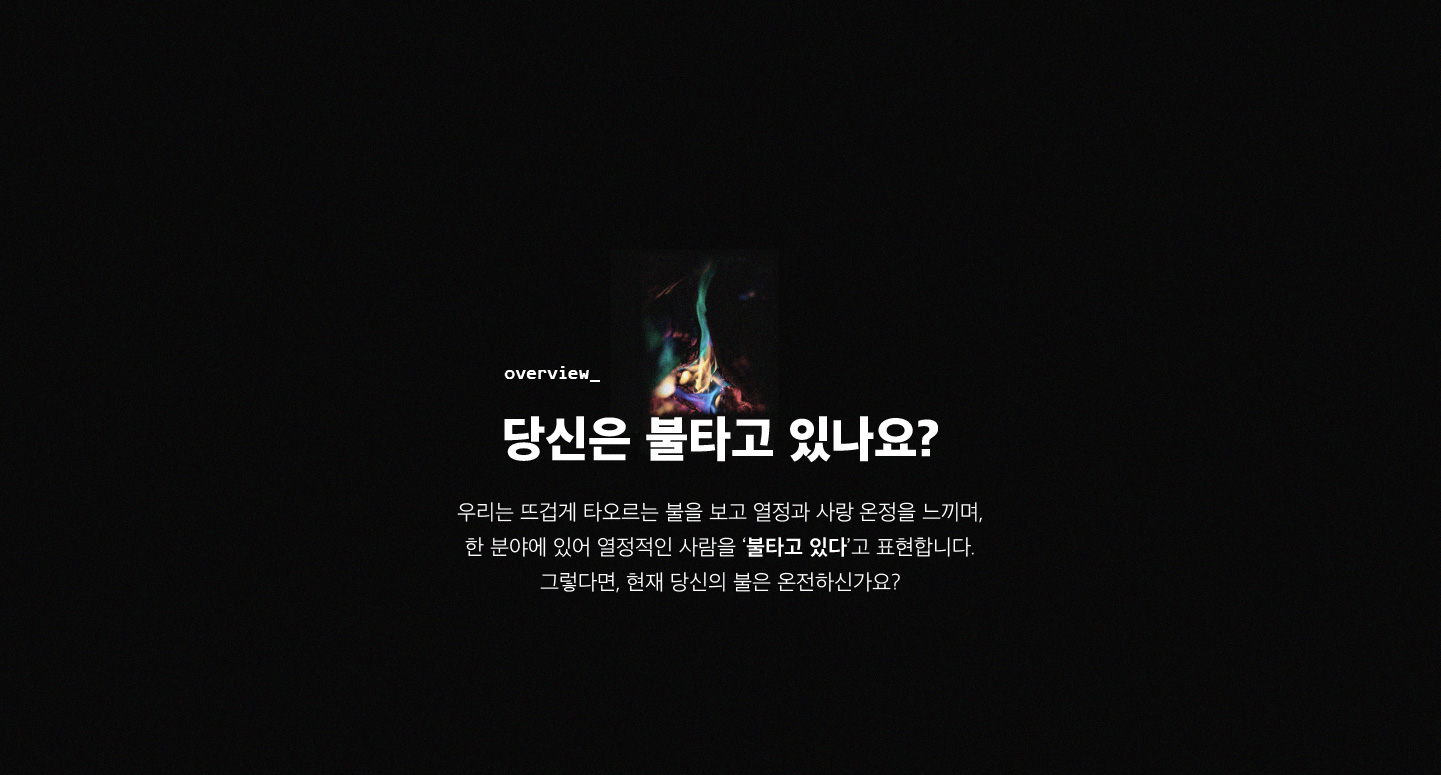 overview_
당신은 불타고 있나요?
우리는 뜨겁게 타오르는 불을 보고 열정과 사랑 온정을 느끼며,
한 분야에 있어 열정적인 사람을 ‘불타고 있다’고 표현합니다.
그렇다면, 현재 당신의 불은 온전하신가요?